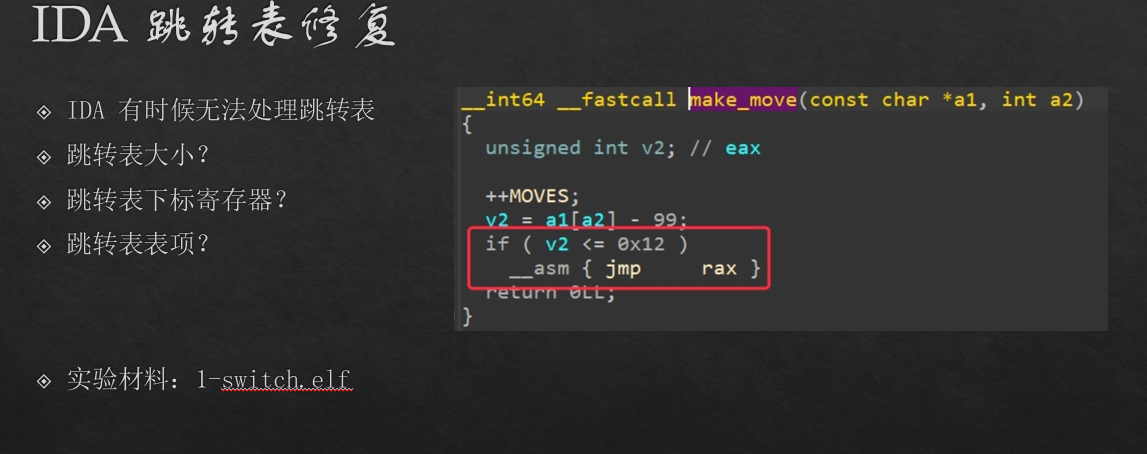 IDA 跳转表修复
IDA 有时候无法处理跳转表
跳转表大小？
跳转表下标寄存器？
跳转表表项？
实验材料：1-switch.elf
__int64 __fastcall make_move(const char *a1, int a2)
{
unsigned int v2; // eax
++MOVES;
v2 = a1[a2] - 99;
if ( v2 <= 0x12 )
__asm { jmp rax }
return 0LL;
}